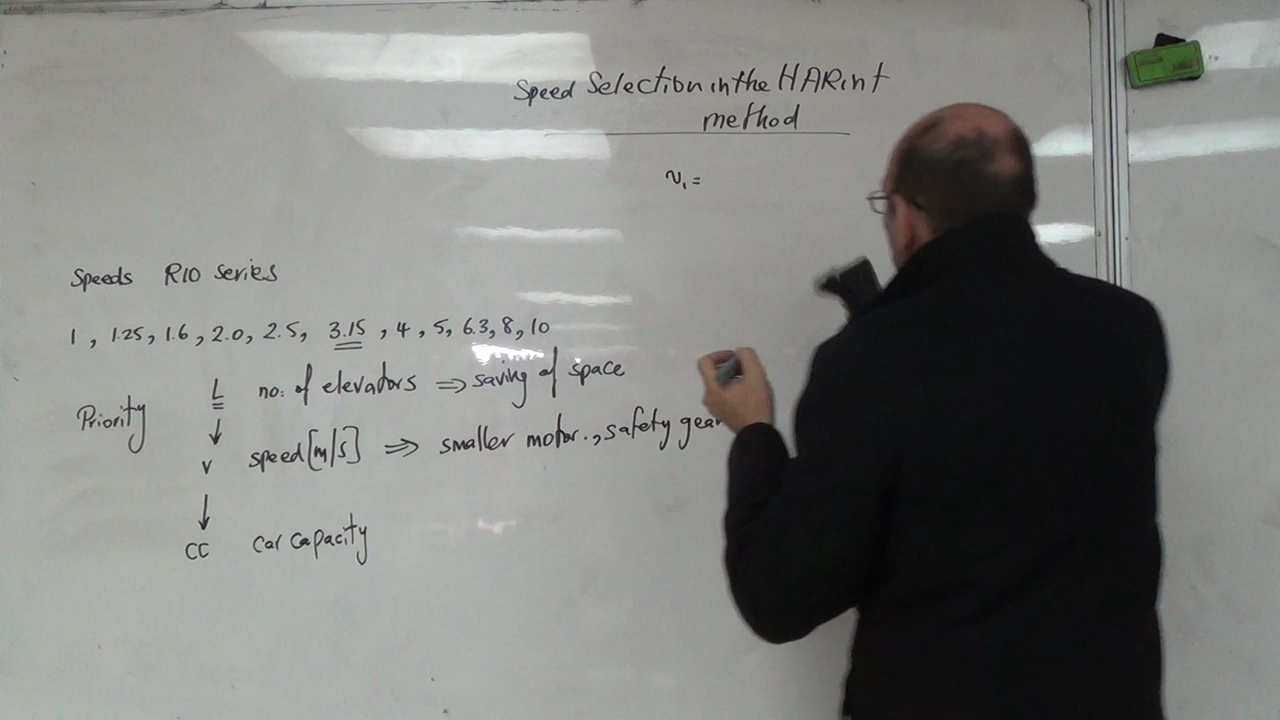 Speed Selection in the HARint
method
v₁ =
Speeds R10 series
1, 1.25, 1.6, 2.0, 2.5, 3.15, 4, 5, 6.3, 8, 10
Priority
L no. of elevators ⇒ saving of space
↓
v speed [m/s] ⇒ smaller motor., safety gear
↓
CC car capacity